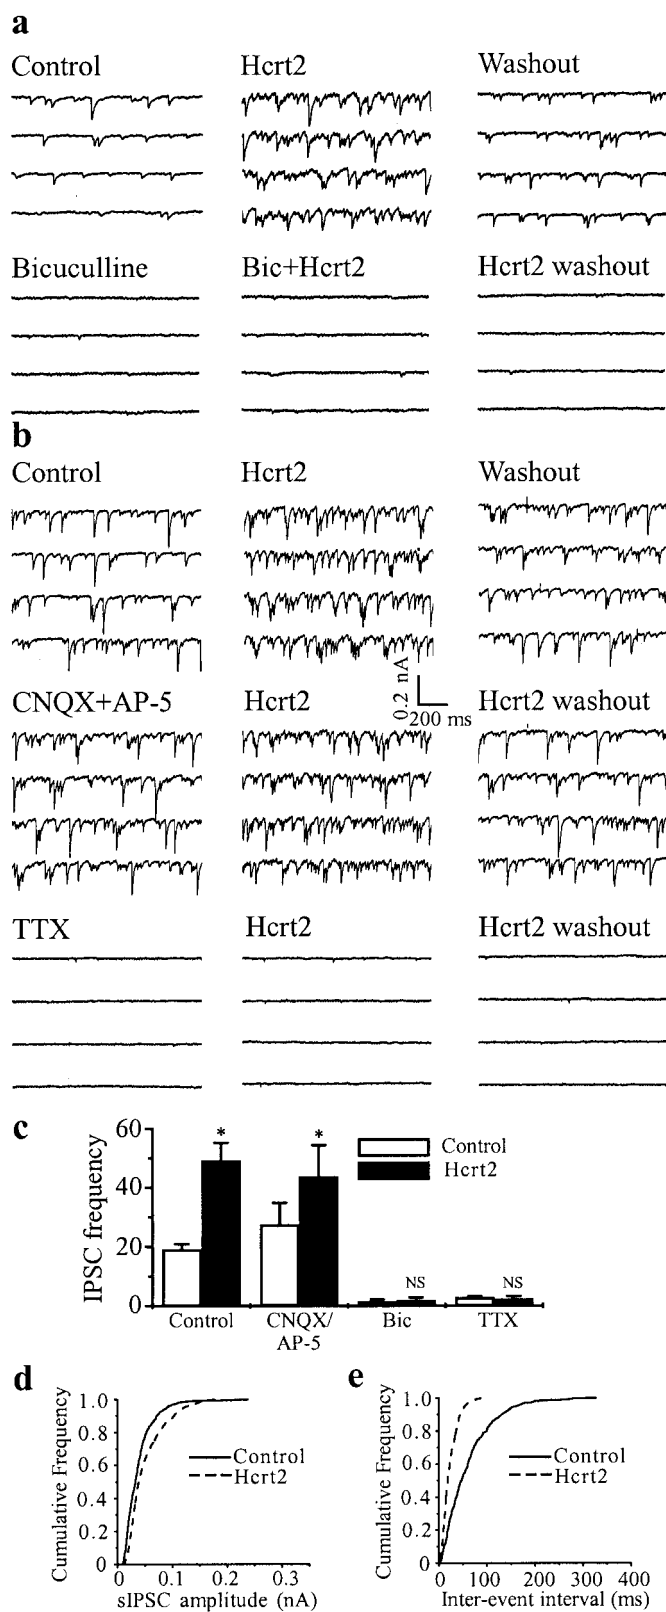 a
Control Hcrt2 Washout
Bicuculline Bic+Hcrt2 Hcrt2 washout
b
Control Hcrt2 Washout
0.2 nA
200 ms
CNQX+AP-5 Hcrt2 Hcrt2 washout
TTX Hcrt2 Hcrt2 washout
c
IPSC frequency
60
40
20
0
* * NS NS
Control
Hcrt2
Control CNQX/ Bic TTX
AP-5
d
Cumulative Frequency
1.0
0.8
0.6
0.4
0.2
0
Control
Hcrt2
0 0.1 0.2 0.3
sIPSC amplitude (nA)
e
Cumulative Frequency
1.0
0.8
0.6
0.4
0.2
0
Control
Hcrt2
0 100 200 300 400
Inter-event interval (ms)